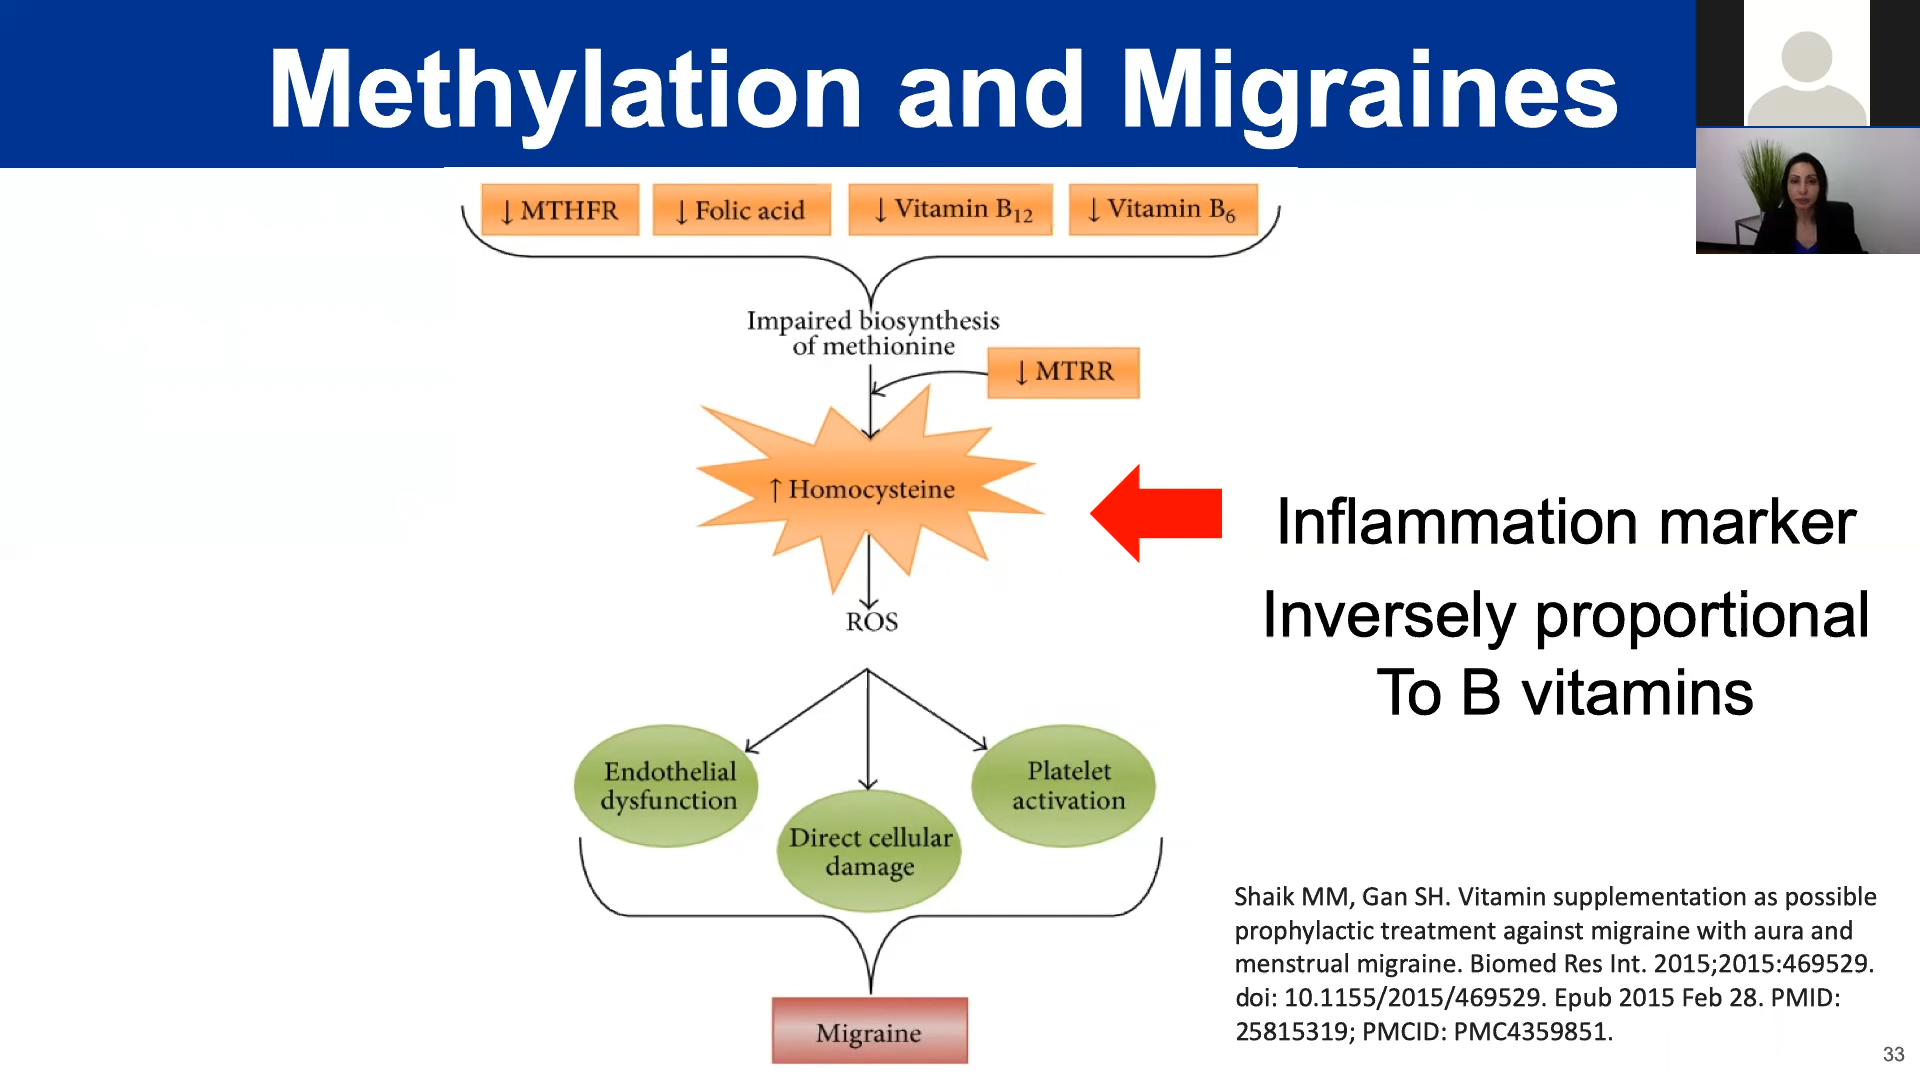 Methylation and Migraines
↓ MTHFR
↓ Folic acid
↓ Vitamin B12
↓ Vitamin B6
Impaired biosynthesis
of methionine
↓ MTRR
↑ Homocysteine
Inflammation marker
Inversely proportional
To B vitamins
ROS
Endothelial
dysfunction
Direct cellular
damage
Platelet
activation
Migraine
Shaik MM, Gan SH. Vitamin supplementation as possible
prophylactic treatment against migraine with aura and
menstrual migraine. Biomed Res Int. 2015;2015:469529.
doi: 10.1155/2015/469529. Epub 2015 Feb 28. PMID:
25815319; PMCID: PMC4359851.
33